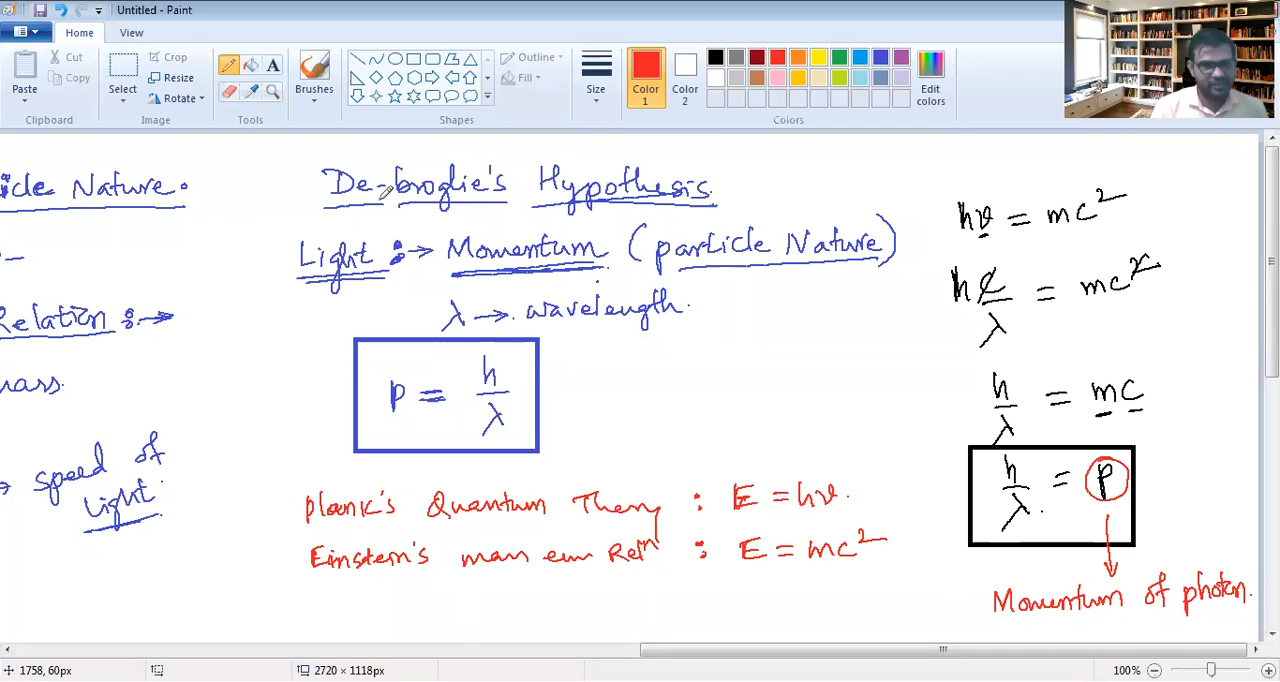 Untitled - Paint
Home View
Paste
Cut
Copy
Clipboard
Select
Crop
Resize
Rotate
Image
A
Tools
Brushes
Outline
Fill
Shapes
Size
Color 1
Color 2
Edit colors
Colors
icle Nature.
Relation :→
mass.
→ speed of
Light
De-broglie's Hypothesis
Light :→ Momentum (particle Nature)
λ → wavelength.
p = h/λ
plank's Quantum Theory : E = hν.
Einstein's man em Reln : E = mc²
hν = mc²
hc/λ = mc²
h/λ = mc
h/λ = p
Momentum of photon.
1758, 60px
2720 × 1118px
100%